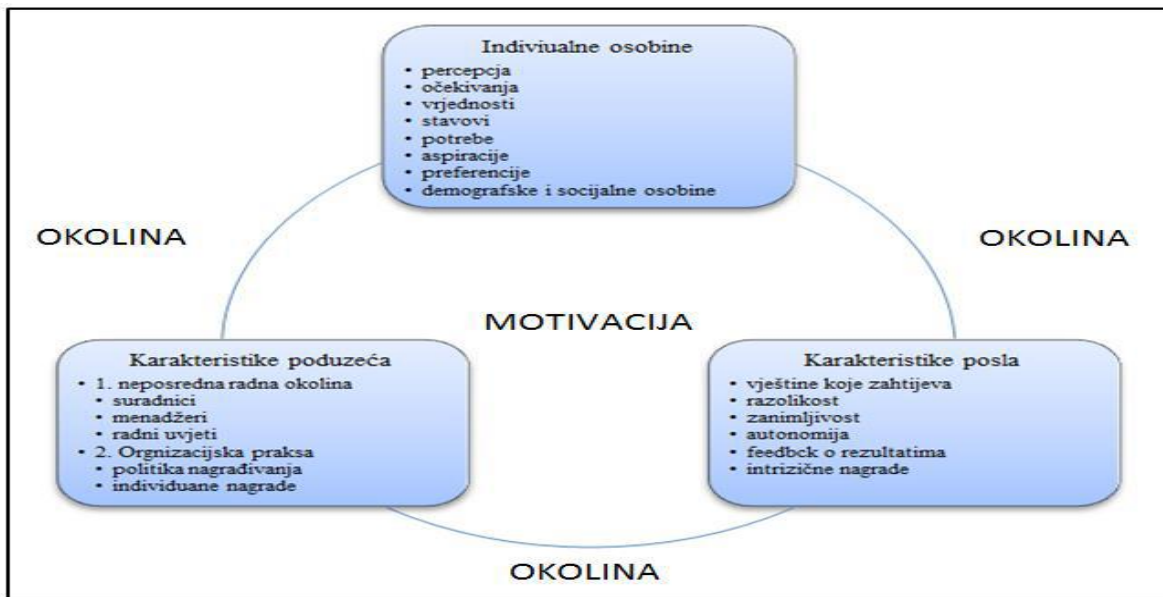 Indiviualne osobine
• percepcja
• očekivanja
• vrjednosti
• stavovi
• potrebe
• aspiracije
• preferencije
• demografske i socijalne osobine
OKOLINA
OKOLINA
MOTIVACIJA
Karakteristike poduzeća
• 1. neposredna radna okolina
• suradnici
• menadžeri
• radni uvjeti
• 2. Orgnizacijska praksa
• politika nagrađivanja
• individuane nagrade
Karakteristike posla
• vještine koje zahtijeva
• razolikost
• zanimljivost
• autonomija
• feedbck o rezultatima
• intrizične nagrade
OKOLINA